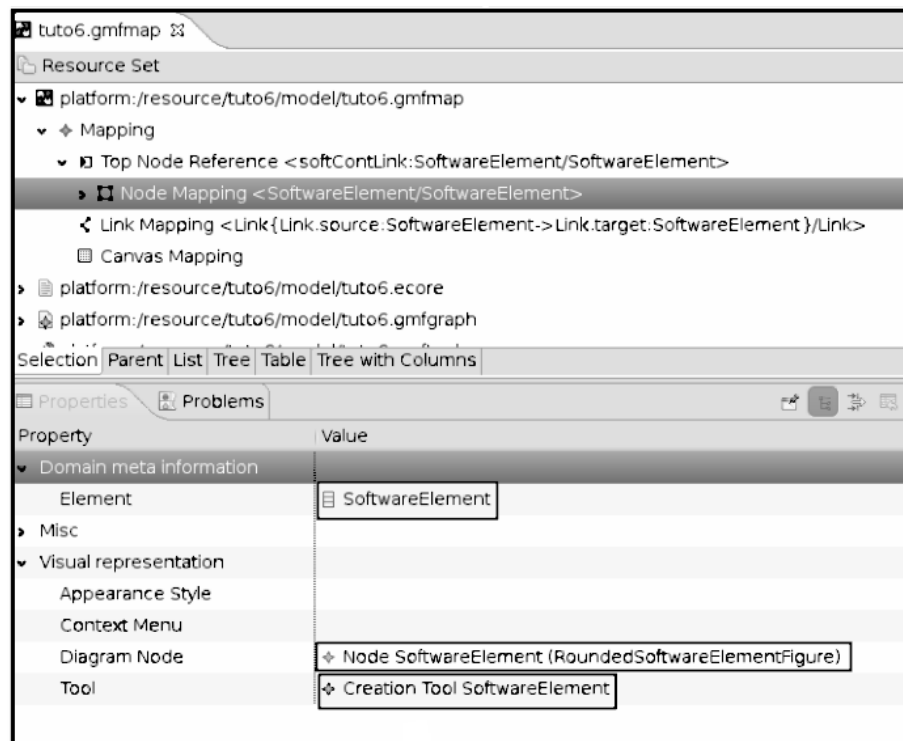 tuto6.gmfmap
Resource Set
platform:/resource/tuto6/model/tuto6.gmfmap
Mapping
Top Node Reference <softContLink:SoftwareElement/SoftwareElement>
Node Mapping <SoftwareElement/SoftwareElement>
Link Mapping <Link{Link.source:SoftwareElement->Link.target:SoftwareElement}/Link>
Canvas Mapping
platform:/resource/tuto6/model/tuto6.ecore
platform:/resource/tuto6/model/tuto6.gmfgraph
Selection Parent List Tree Table Tree with Columns
Properties Problems
Property Value
Domain meta information
Element SoftwareElement
Misc
Visual representation
Appearance Style
Context Menu
Diagram Node Node SoftwareElement (RoundedSoftwareElementFigure)
Tool Creation Tool SoftwareElement